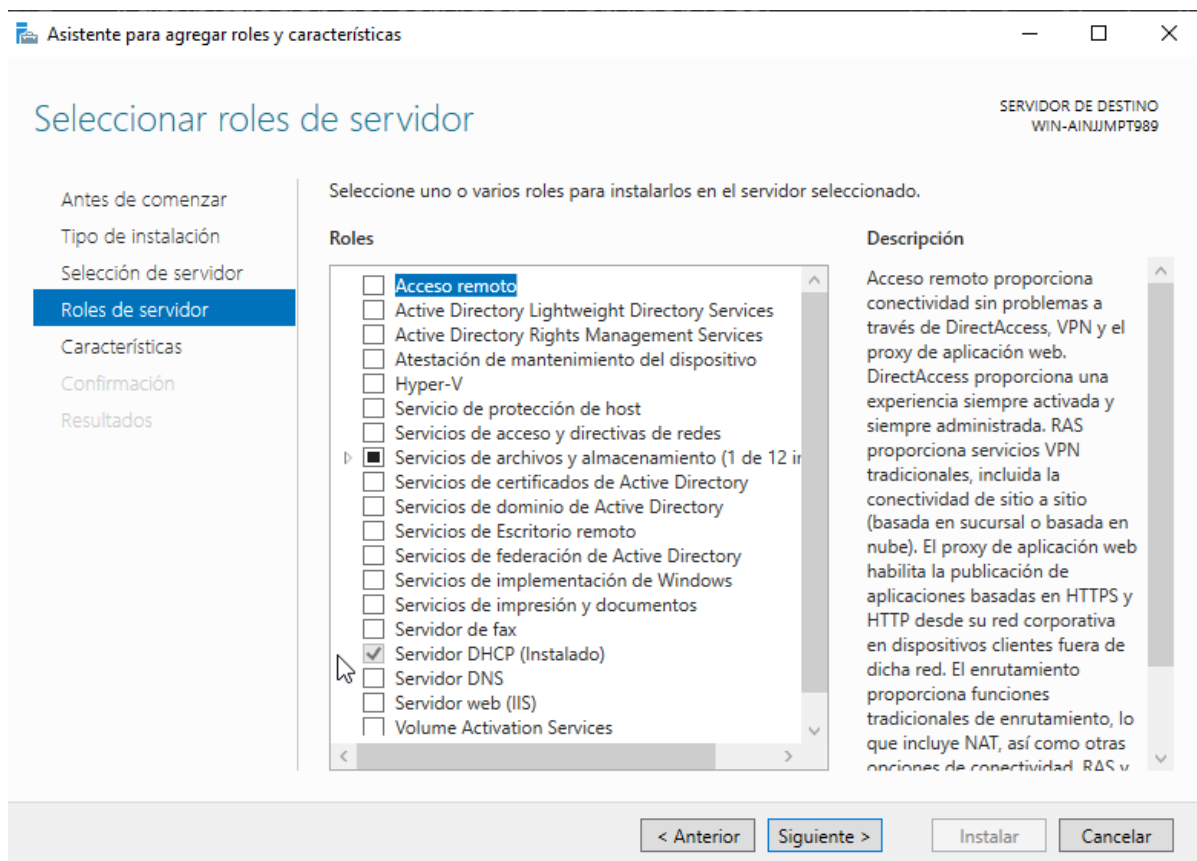 Asistente para agregar roles y características
Seleccionar roles de servidor
SERVIDOR DE DESTINO
WIN-AINJJMPT989
Antes de comenzar
Tipo de instalación
Selección de servidor
Roles de servidor
Características
Confirmación
Resultados
Seleccione uno o varios roles para instalarlos en el servidor seleccionado.
Roles
Acceso remoto
Active Directory Lightweight Directory Services
Active Directory Rights Management Services
Atestación de mantenimiento del dispositivo
Hyper-V
Servicio de protección de host
Servicios de acceso y directivas de redes
Servicios de archivos y almacenamiento (1 de 12 in
Servicios de certificados de Active Directory
Servicios de dominio de Active Directory
Servicios de Escritorio remoto
Servicios de federación de Active Directory
Servicios de implementación de Windows
Servicios de impresión y documentos
Servidor de fax
Servidor DHCP (Instalado)
Servidor DNS
Servidor web (IIS)
Volume Activation Services
Descripción
Acceso remoto proporciona
conectividad sin problemas a
través de DirectAccess, VPN y el
proxy de aplicación web.
DirectAccess proporciona una
experiencia siempre activada y
siempre administrada. RAS
proporciona servicios VPN
tradicionales, incluida la
conectividad de sitio a sitio
(basada en sucursal o basada en
nube). El proxy de aplicación web
habilita la publicación de
aplicaciones basadas en HTTPS y
HTTP desde su red corporativa
en dispositivos clientes fuera de
dicha red. El enrutamiento
proporciona funciones
tradicionales de enrutamiento, lo
que incluye NAT, así como otras
opciones de conectividad. RAS y
< Anterior
Siguiente >
Instalar
Cancelar